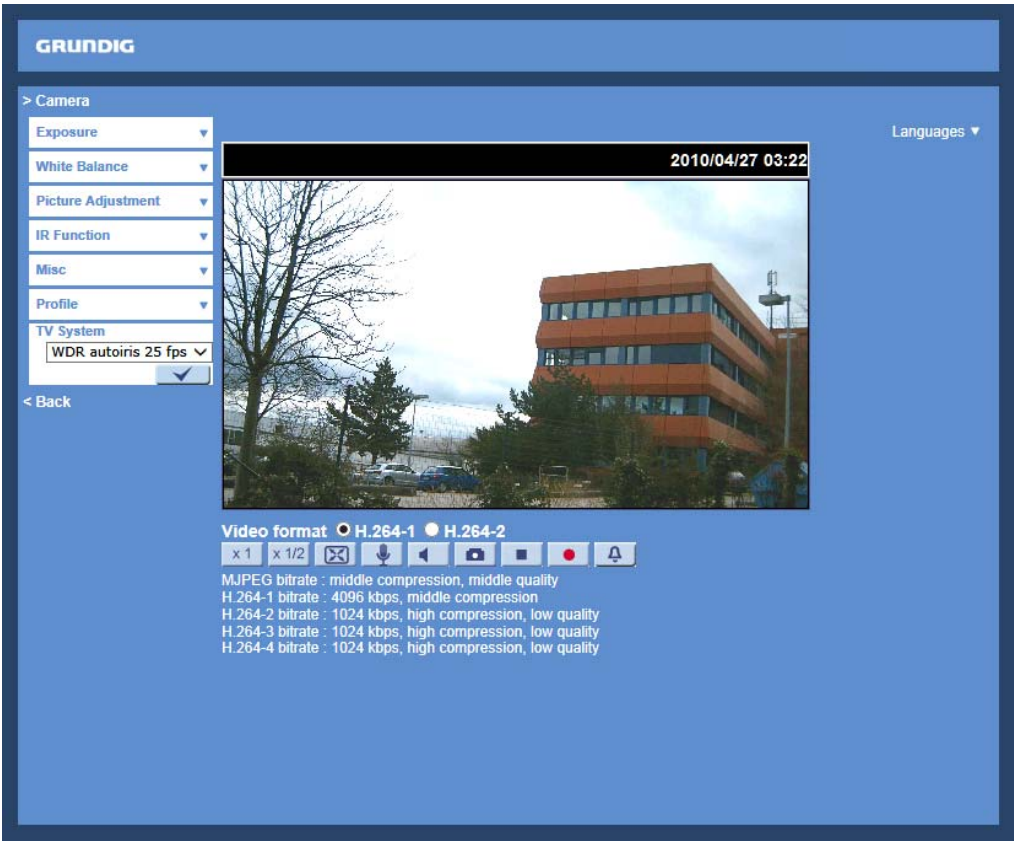 GRUNDIG
> Camera
Exposure
White Balance
Picture Adjustment
IR Function
Misc
Profile
TV System
WDR autoiris 25 fps
< Back
Languages
2010/04/27 03:22
Video format H.264-1 H.264-2
x 1 x 1/2
MJPEG bitrate : middle compression, middle quality
H.264-1 bitrate : 4096 kbps, middle compression
H.264-2 bitrate : 1024 kbps, high compression, low quality
H.264-3 bitrate : 1024 kbps, high compression, low quality
H.264-4 bitrate : 1024 kbps, high compression, low quality